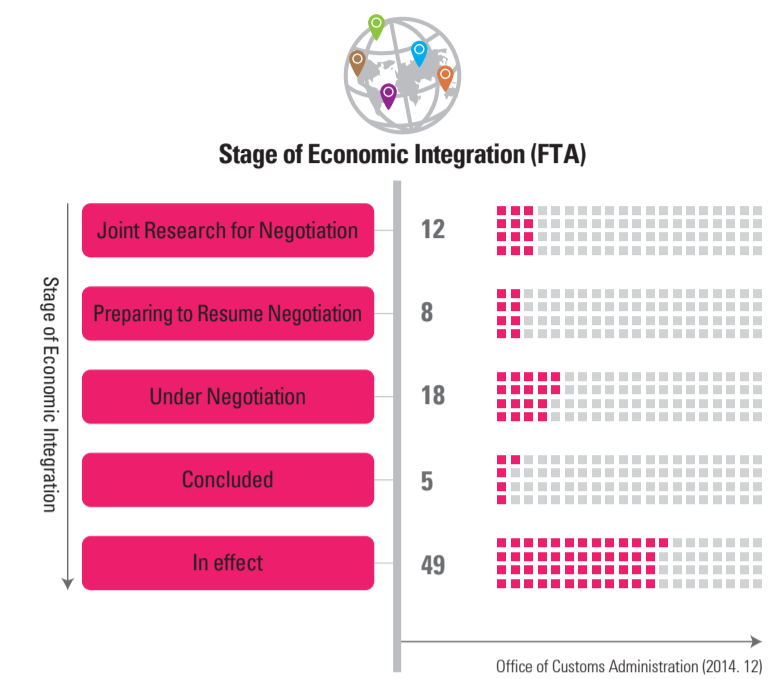 Stage of Economic Integration (FTA)
Stage of Economic Integration
Joint Research for Negotiation
12
Preparing to Resume Negotiation
8
Under Negotiation
18
Concluded
5
In effect
49
Office of Customs Administration (2014. 12)